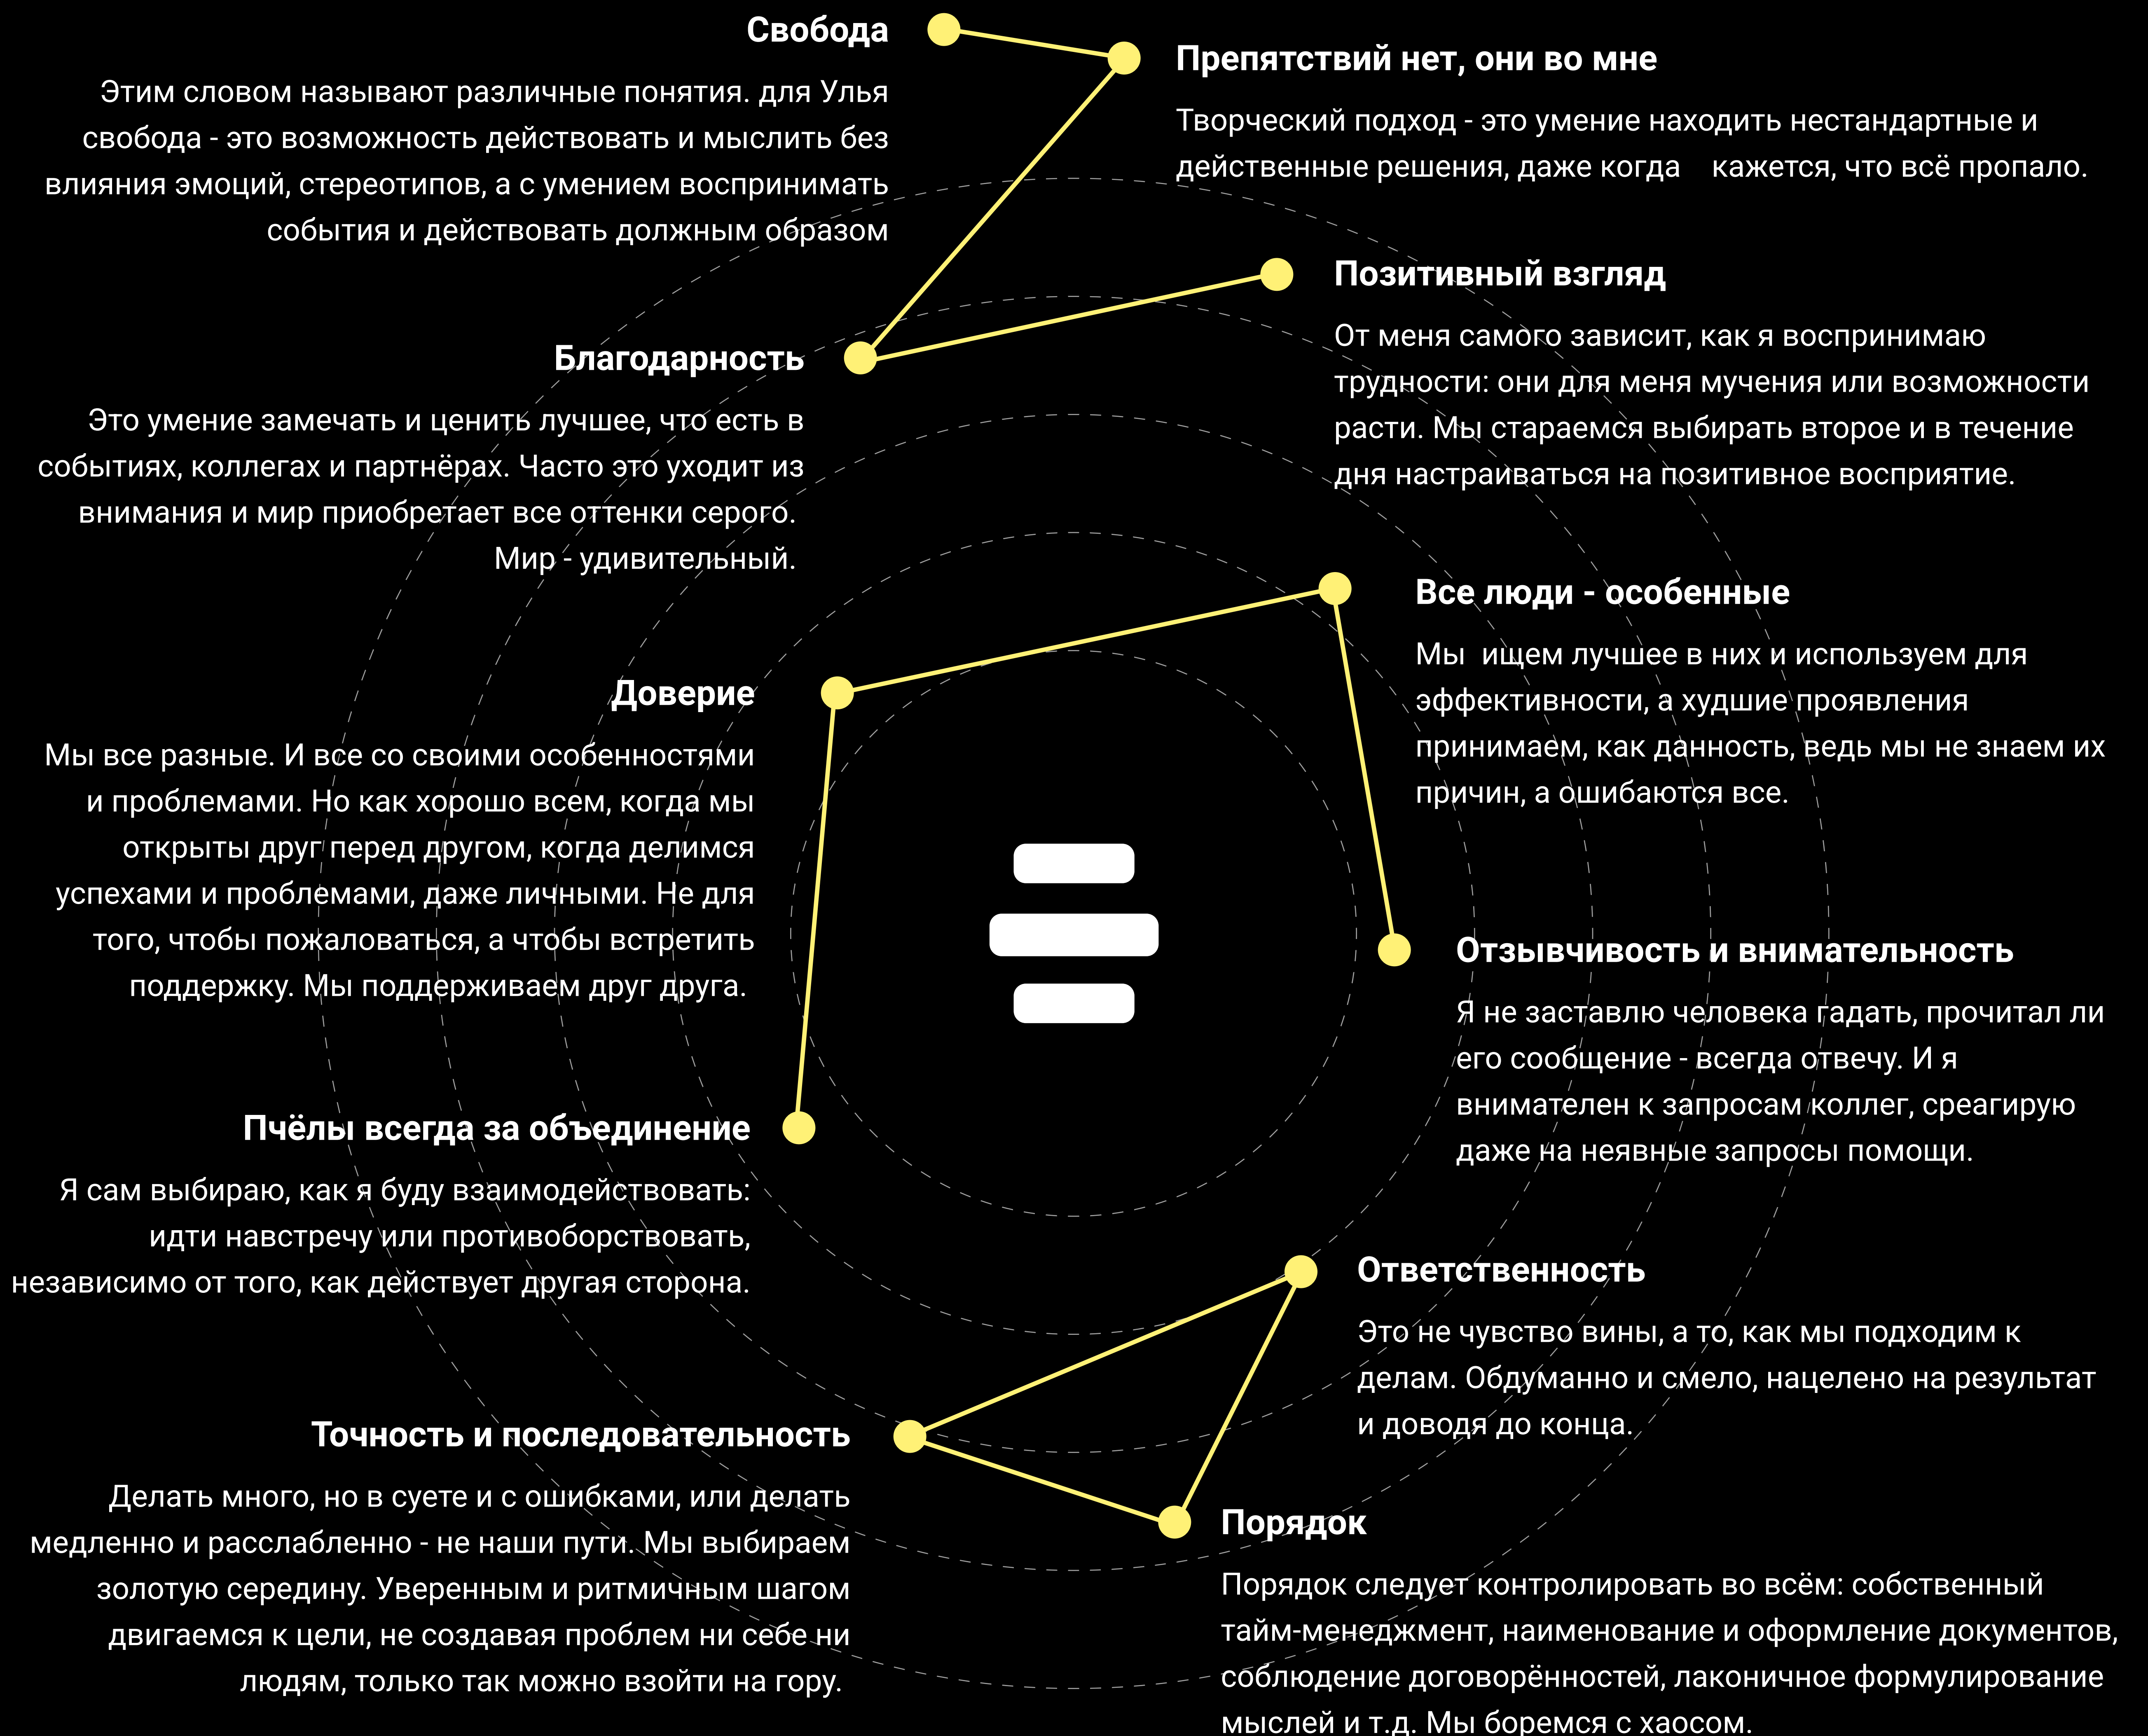 Свобода
Этим словом называют различные понятия. для Улья
свобода - это возможность действовать и мыслить без
влияния эмоций, стереотипов, а с умением воспринимать
события и действовать должным образом
Препятствий нет, они во мне
Творческий подход - это умение находить нестандартные и
действенные решения, даже когда кажется, что всё пропало.
Позитивный взгляд
От меня самого зависит, как я воспринимаю
трудности: они для меня мучения или возможности
расти. Мы стараемся выбирать второе и в течение
дня настраиваться на позитивное восприятие.
Благодарность
Это умение замечать и ценить лучшее, что есть в
событиях, коллегах и партнёрах. Часто это уходит из
внимания и мир приобретает все оттенки серого.
Мир - удивительный.
Все люди - особенные
Мы ищем лучшее в них и используем для
эффективности, а худшие проявления
принимаем, как данность, ведь мы не знаем их
причин, а ошибаются все.
Доверие
Мы все разные. И все со своими особенностями
и проблемами. Но как хорошо всем, когда мы
открыты друг перед другом, когда делимся
успехами и проблемами, даже личными. Не для
того, чтобы пожаловаться, а чтобы встретить
поддержку. Мы поддерживаем друг друга.
Отзывчивость и внимательность
Я не заставлю человека гадать, прочитал ли
его сообщение - всегда отвечу. И я
внимателен к запросам коллег, среагирую
даже на неявные запросы помощи.
Пчёлы всегда за объединение
Я сам выбираю, как я буду взаимодействовать:
идти навстречу или противоборствовать,
независимо от того, как действует другая сторона.
Ответственность
Это не чувство вины, а то, как мы подходим к
делам. Обдуманно и смело, нацелено на результат
и доводя до конца.
Точность и последовательность
Делать много, но в суете и с ошибками, или делать
медленно и расслабленно - не наши пути. Мы выбираем
золотую середину. Уверенным и ритмичным шагом
двигаемся к цели, не создавая проблем ни себе ни
людям, только так можно взойти на гору.
Порядок
Порядок следует контролировать во всём: собственный
тайм-менеджмент, наименование и оформление документов,
соблюдение договорённостей, лаконичное формулирование
мыслей и т.д. Мы боремся с хаосом.